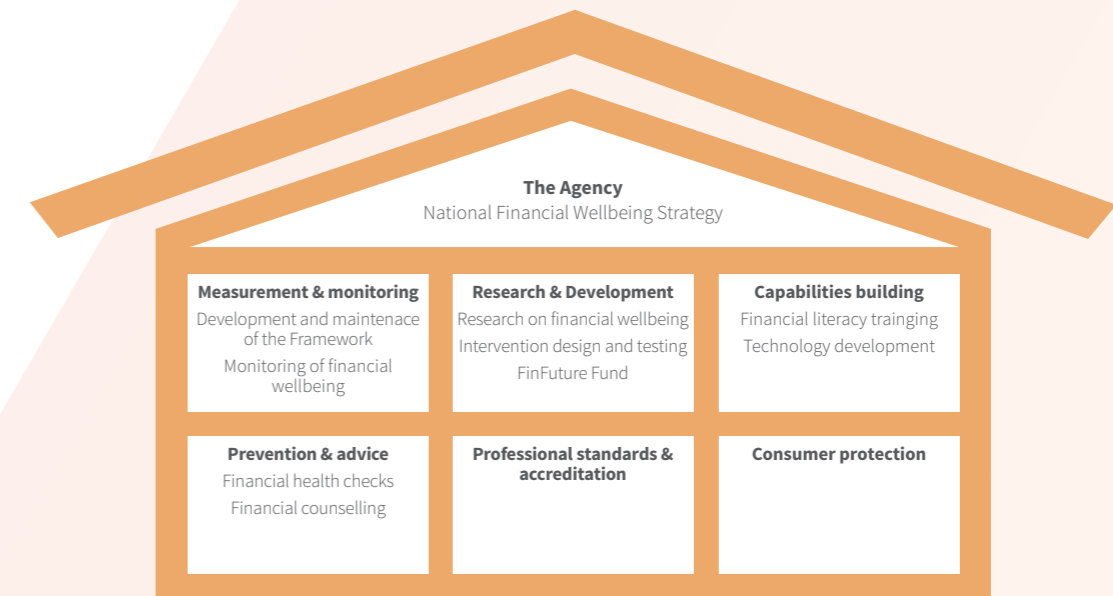 The Agency
National Financial Wellbeing Strategy
Measurement & monitoring
Development and maintenace
of the Framework
Monitoring of financial
wellbeing
Research & Development
Research on financial wellbeing
Intervention design and testing
FinFuture Fund
Capabilities building
Financial literacy trainging
Technology development
Prevention & advice
Financial health checks
Financial counselling
Professional standards &
accreditation
Consumer protection